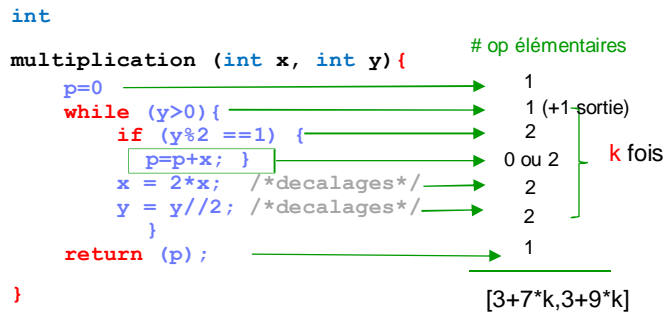 int
# op élémentaires
multiplication (int x, int y){
p=0 1
while (y>0){ 1 (+1 sortie)
if (y%2 ==1) { 2
p=p+x; } 0 ou 2 k fois
x = 2*x; /*decalages*/ 2
y = y//2; /*decalages*/ 2
}
return (p); 1
} [3+7*k,3+9*k]